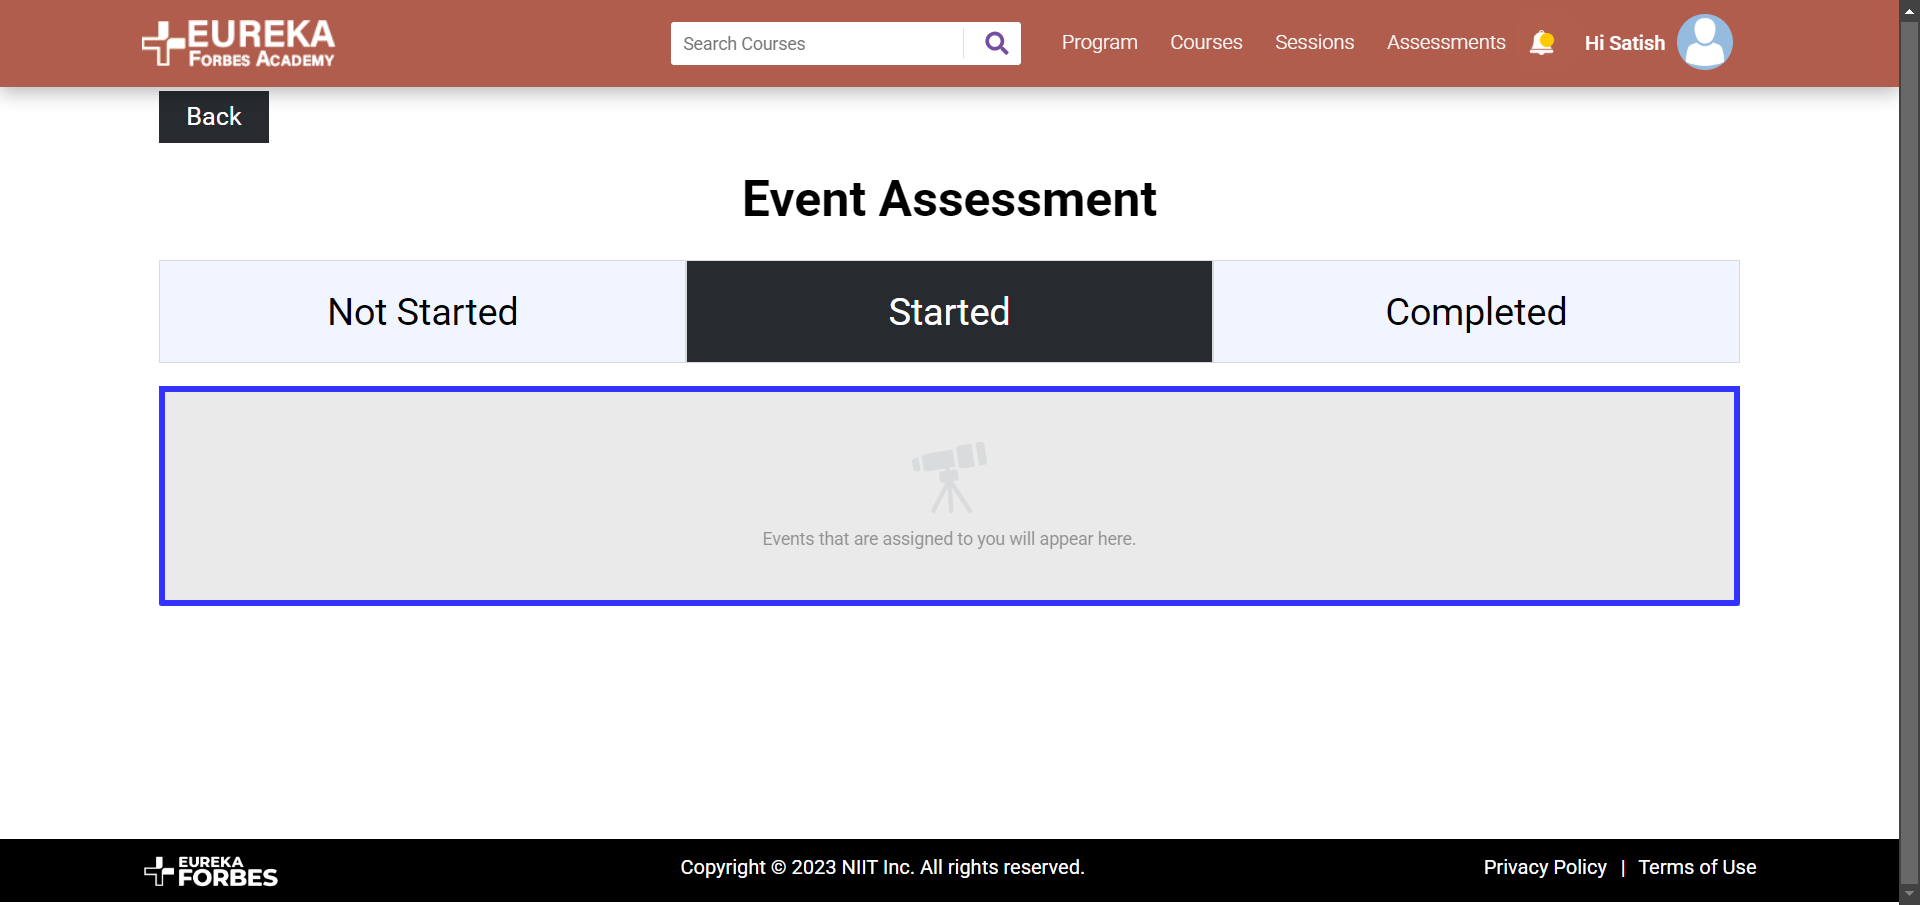 EUREKA
FORBES ACADEMY
Search Courses
Program
Courses
Sessions
Assessments
Hi Satish
Back
Event Assessment
Not Started
Started
Completed
Events that are assigned to you will appear here.
EUREKA
FORBES
Copyright © 2023 NIIT Inc. All rights reserved.
Privacy Policy | Terms of Use